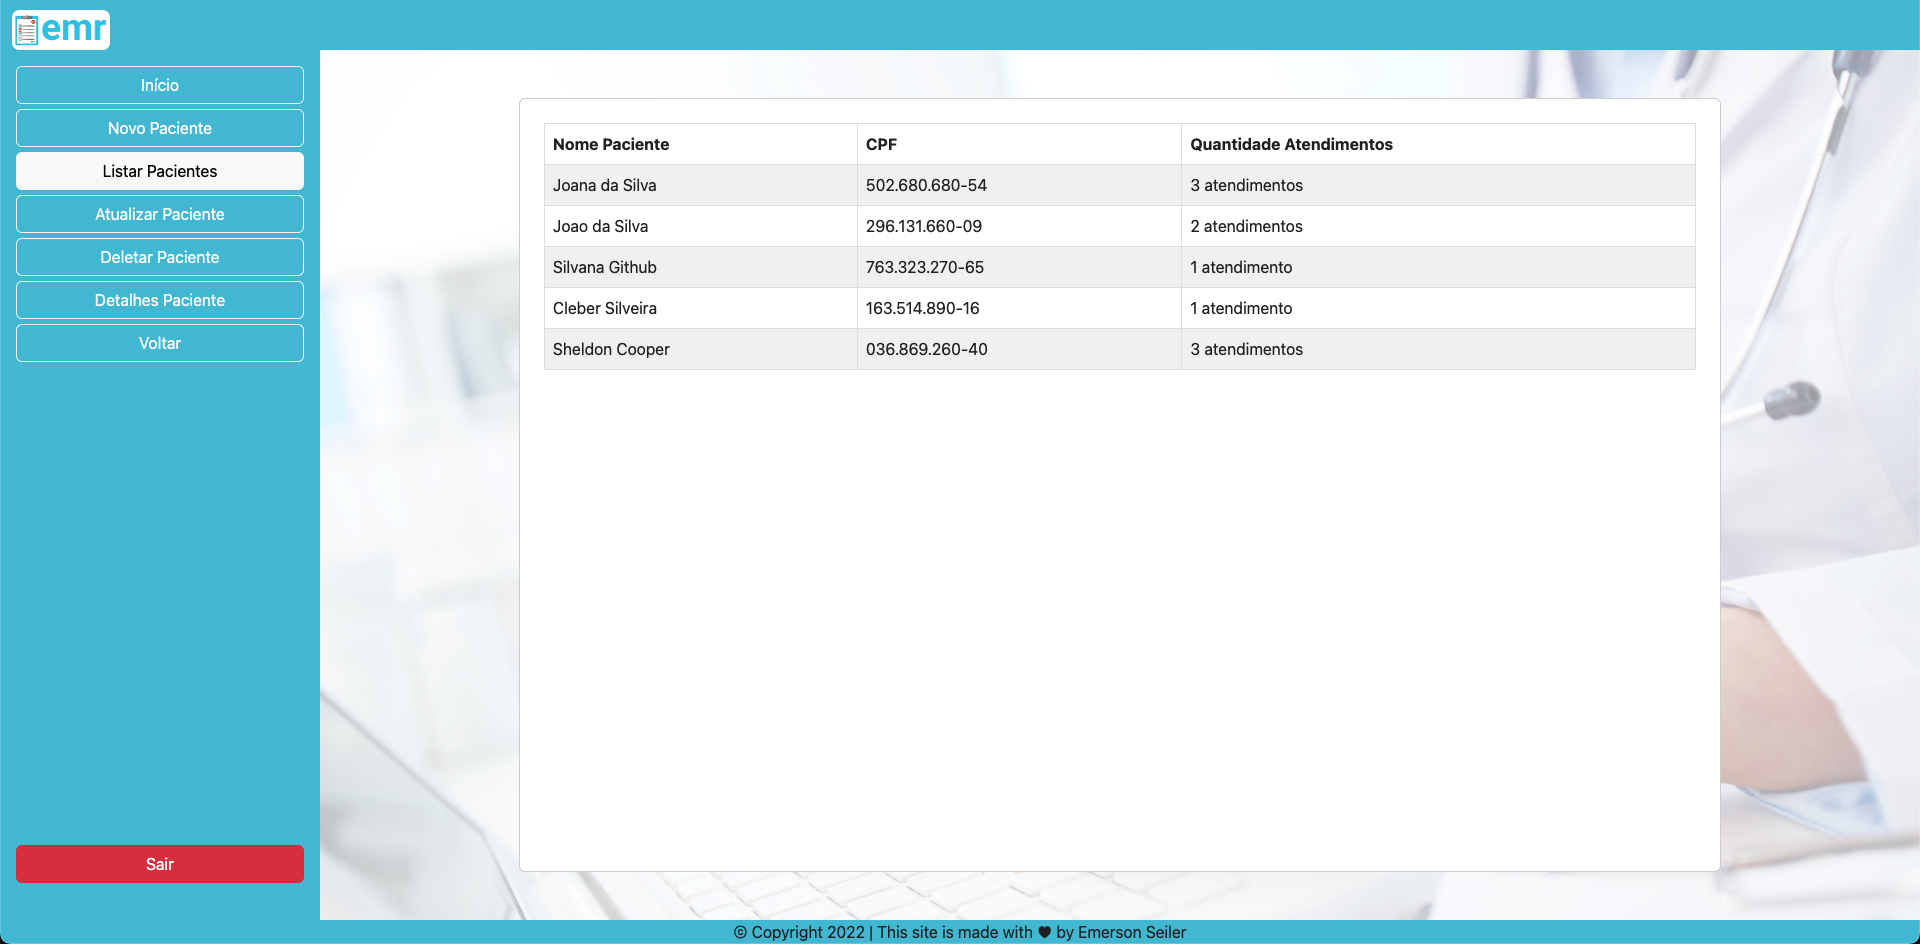 emr
Início
Novo Paciente
Listar Pacientes
Atualizar Paciente
Deletar Paciente
Detalhes Paciente
Voltar
Sair
Nome Paciente CPF Quantidade Atendimentos
Joana da Silva 502.680.680-54 3 atendimentos
Joao da Silva 296.131.660-09 2 atendimentos
Silvana Github 763.323.270-65 1 atendimento
Cleber Silveira 163.514.890-16 1 atendimento
Sheldon Cooper 036.869.260-40 3 atendimentos
© Copyright 2022 | This site is made with ♥ by Emerson Seiler